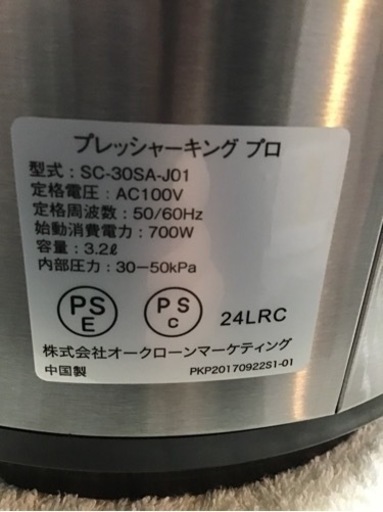 プレッシャーキング プロ
型式：SC-30SA-J01
定格電圧：AC100V
定格周波数：50/60Hz
始動消費電力：700W
容量：3.2ℓ
内部圧力：30−50kPa
PS
E
PS
C
24LRC
株式会社オークローンマーケティング
中国製
PKP20170922S1-01